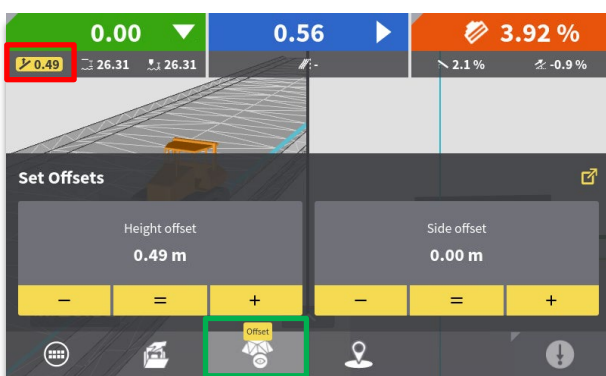 0.00 0.56 3.92 %
0.49 26.31 26.31 - 2.1 % -0.9 %
Set Offsets
Height offset Side offset
0.49 m 0.00 m
− = + − = +
Offset